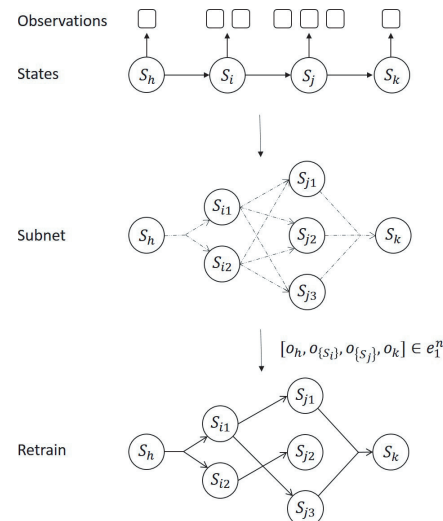 Observations
States
S_h S_i S_j S_k
S_j1
S_i1
Subnet S_h S_j2 S_k
S_i2
S_j3
[o_h, o_{S_i}, o_{S_j}, o_k] ∈ e_1^n
S_j1
S_i1
Retrain S_h S_j2 S_k
S_i2
S_j3